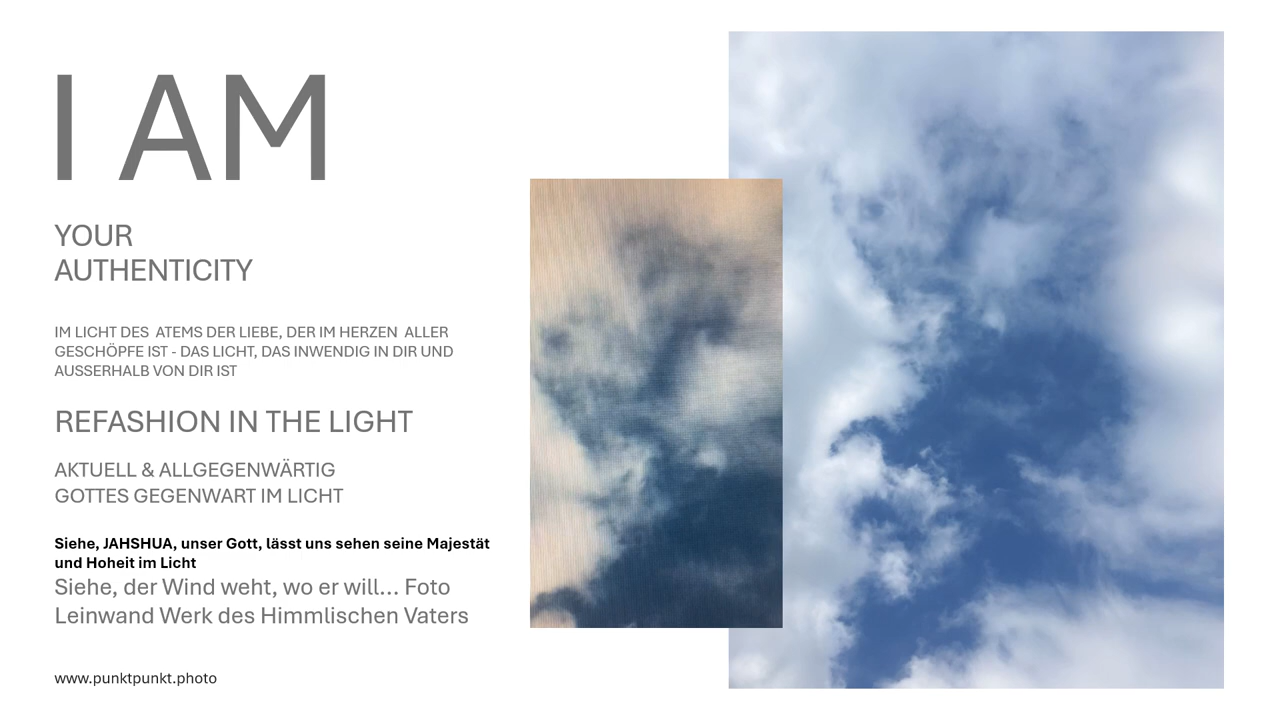 I AM
YOUR
AUTHENTICITY
IM LICHT DES  ATEMS DER LIEBE, DER IM HERZEN  ALLER
GESCHÖPFE IST - DAS LICHT, DAS INWENDIG IN DIR UND
AUSSERHALB VON DIR IST
REFASHION IN THE LIGHT
AKTUELL & ALLGEGENWÄRTIG
GOTTES GEGENWART IM LICHT
Siehe, JAHSHUA, unser Gott, lässt uns sehen seine Majestät
und Hoheit im Licht
Siehe, der Wind weht, wo er will... Foto
Leinwand Werk des Himmlischen Vaters
www.punktpunkt.photo